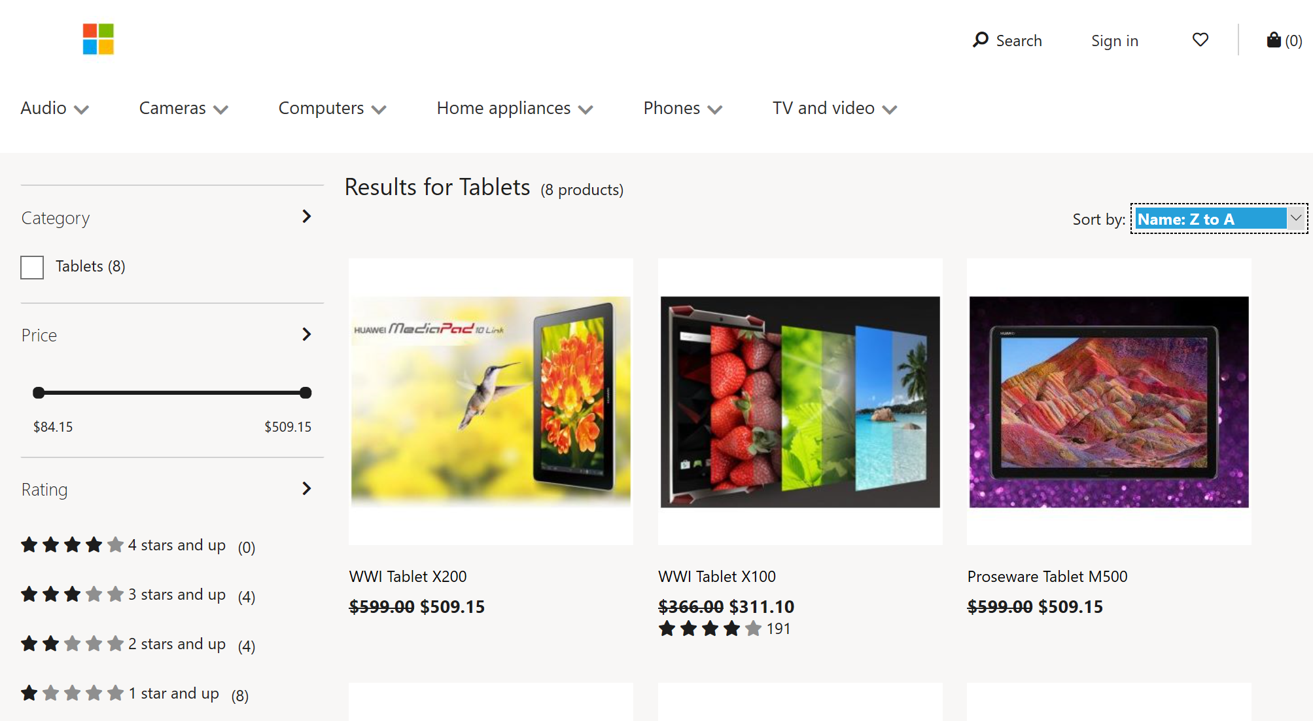 Search Sign in (0)
Audio Cameras Computers Home appliances Phones TV and video
Results for Tablets (8 products)
Sort by: Name: Z to A
Category
Tablets (8)
Price
$84.15 $509.15
Rating
4 stars and up (0)
3 stars and up (4)
2 stars and up (4)
1 star and up (8)
HUAWEI MediaPad 10 Link
HUAWEI
WWI Tablet X200
$599.00 $509.15
WWI Tablet X100
$366.00 $311.10
191
Proseware Tablet M500
$599.00 $509.15